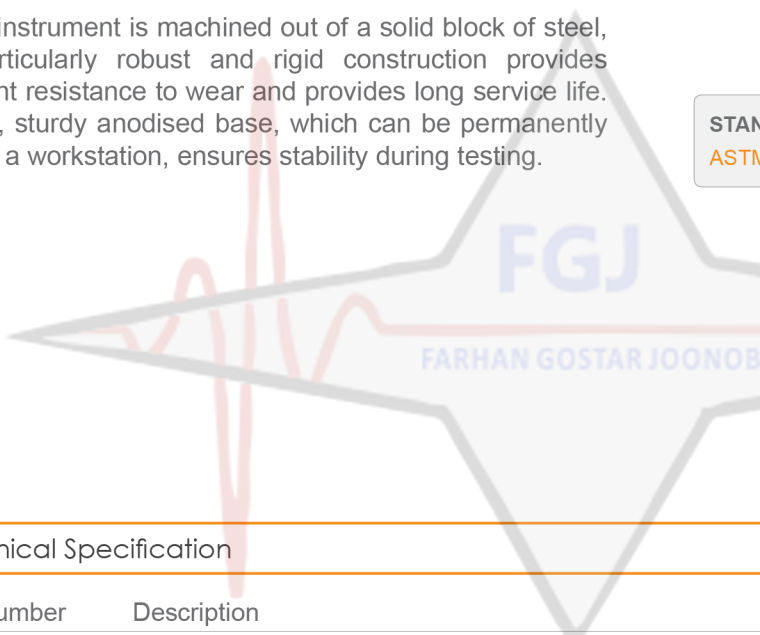 instrument is machined out of a solid block of steel,
rticularly robust and rigid construction provides
nt resistance to wear and provides long service life.
, sturdy anodised base, which can be permanently
a workstation, ensures stability during testing.
STAN
ASTM
FGJ
FARHAN GOSTAR JOONOB
nical Specification
umber Description